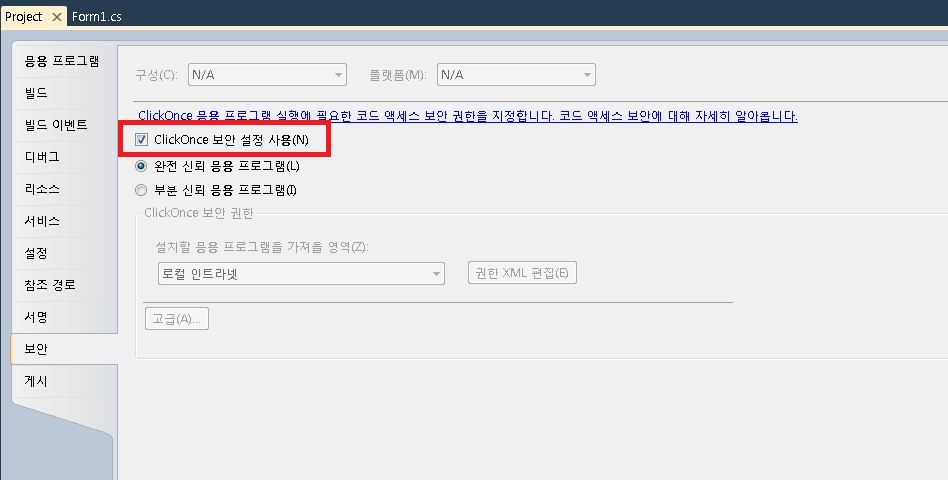 Project Form1.cs
응용 프로그램
빌드
빌드 이벤트
디버그
리소스
서비스
설정
참조 경로
서명
보안
게시
구성(C): N/A 플랫폼(M): N/A
ClickOnce 응용 프로그램 실행에 필요한 코드 액세스 보안 권한을 지정합니다. 코드 액세스 보안에 대해 자세히 알아봅니다.
ClickOnce 보안 설정 사용(N)
완전 신뢰 응용 프로그램(L)
부분 신뢰 응용 프로그램(I)
ClickOnce 보안 권한
설치할 응용 프로그램을 가져올 영역(Z):
로컬 인트라넷 권한 XML 편집(E)
고급(A)...